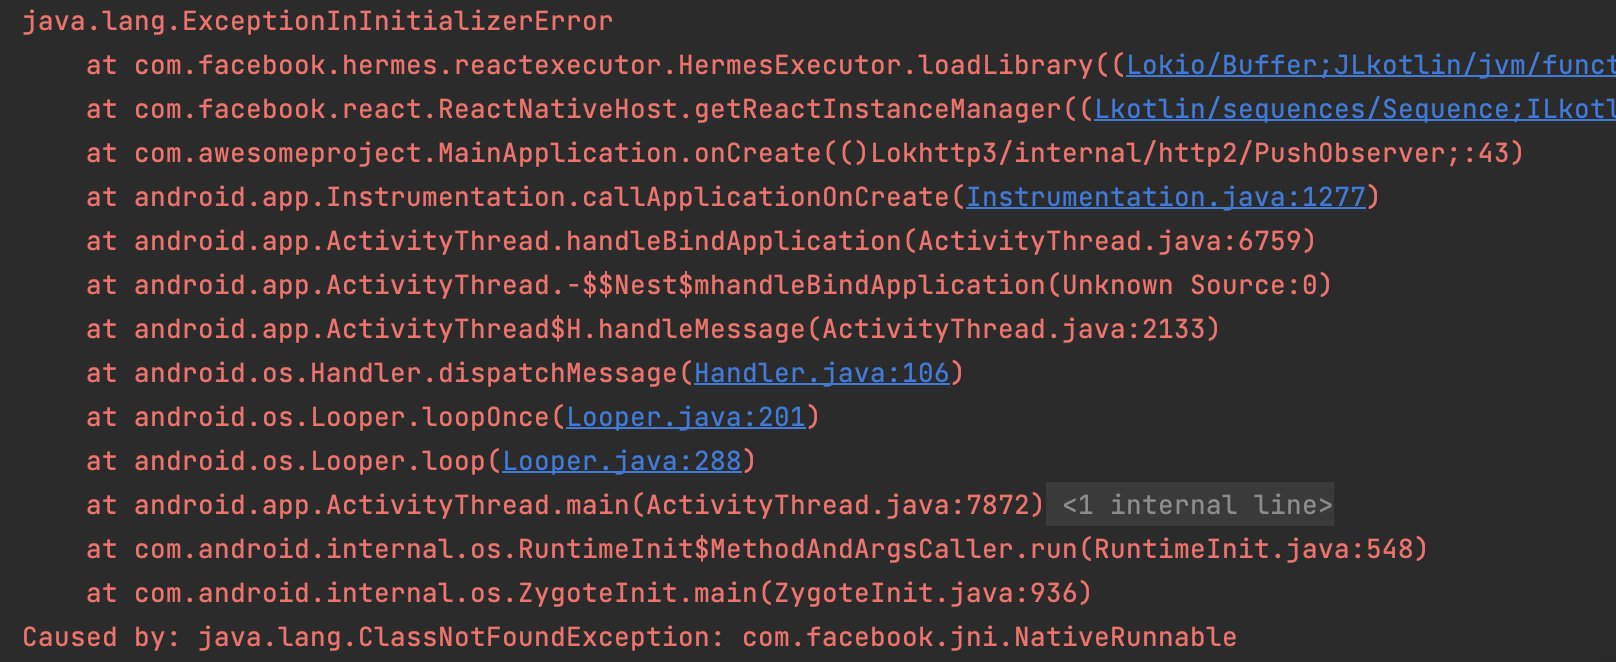 java.lang.ExceptionInInitializerError
at com.facebook.hermes.reactexecutor.HermesExecutor.loadLibrary((Lokio/Buffer;JLkotlin/jvm/funct
at com.facebook.react.ReactNativeHost.getReactInstanceManager((Lkotlin/sequences/Sequence;ILkotl
at com.awesomeproject.MainApplication.onCreate(()Lokhttp3/internal/http2/PushObserver;:43)
at android.app.Instrumentation.callApplicationOnCreate(Instrumentation.java:1277)
at android.app.ActivityThread.handleBindApplication(ActivityThread.java:6759)
at android.app.ActivityThread.-$$Nest$mhandleBindApplication(Unknown Source:0)
at android.app.ActivityThread$H.handleMessage(ActivityThread.java:2133)
at android.os.Handler.dispatchMessage(Handler.java:106)
at android.os.Looper.loopOnce(Looper.java:201)
at android.os.Looper.loop(Looper.java:288)
at android.app.ActivityThread.main(ActivityThread.java:7872) <1 internal line>
at com.android.internal.os.RuntimeInit$MethodAndArgsCaller.run(RuntimeInit.java:548)
at com.android.internal.os.ZygoteInit.main(ZygoteInit.java:936)
Caused by: java.lang.ClassNotFoundException: com.facebook.jni.NativeRunnable